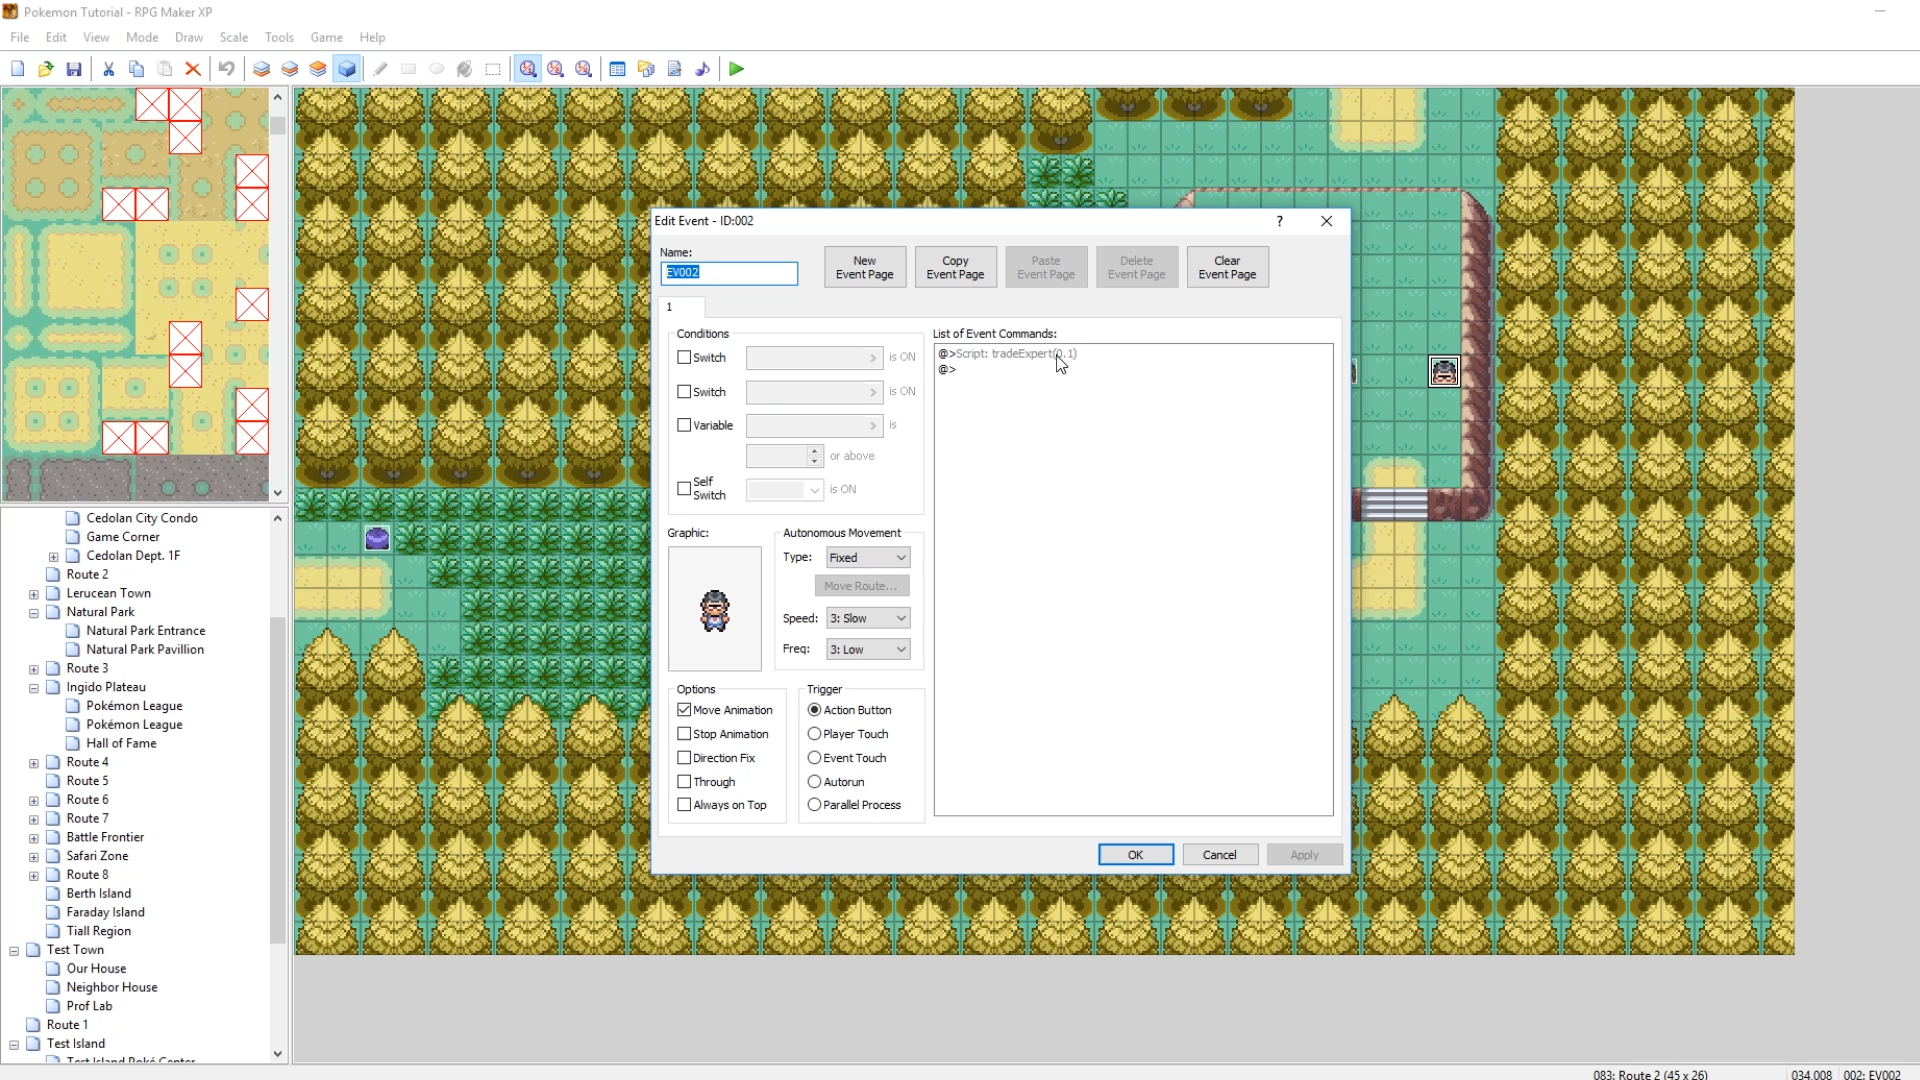 Pokemon Tutorial - RPG Maker XP
File Edit View Mode Draw Scale Tools Game Help
Edit Event - ID:002
Name:
EV002
New Event Page
Copy Event Page
Paste Event Page
Delete Event Page
Clear Event Page
1
Conditions
Switch is ON
Switch is ON
Variable is
or above
Self Switch is ON
List of Event Commands:
@>Script: tradeExpert(0,1)
@>
Graphic:
Autonomous Movement
Type: Fixed
Move Route...
Speed: 3: Slow
Freq: 3: Low
Options
Move Animation
Stop Animation
Direction Fix
Through
Always on Top
Trigger
Action Button
Player Touch
Event Touch
Autorun
Parallel Process
OK Cancel Apply
Cedolan City Condo
Game Corner
Cedolan Dept. 1F
Route 2
Lerucean Town
Natural Park
Natural Park Entrance
Natural Park Pavillion
Route 3
Ingido Plateau
Pokémon League
Pokémon League
Hall of Fame
Route 4
Route 5
Route 6
Route 7
Battle Frontier
Safari Zone
Route 8
Berth Island
Faraday Island
Tiall Region
Test Town
Our House
Neighbor House
Prof Lab
Route 1
Test Island
Test Island Poké Center
083: Route 2 (45 x 26) 034,008 002: EV002